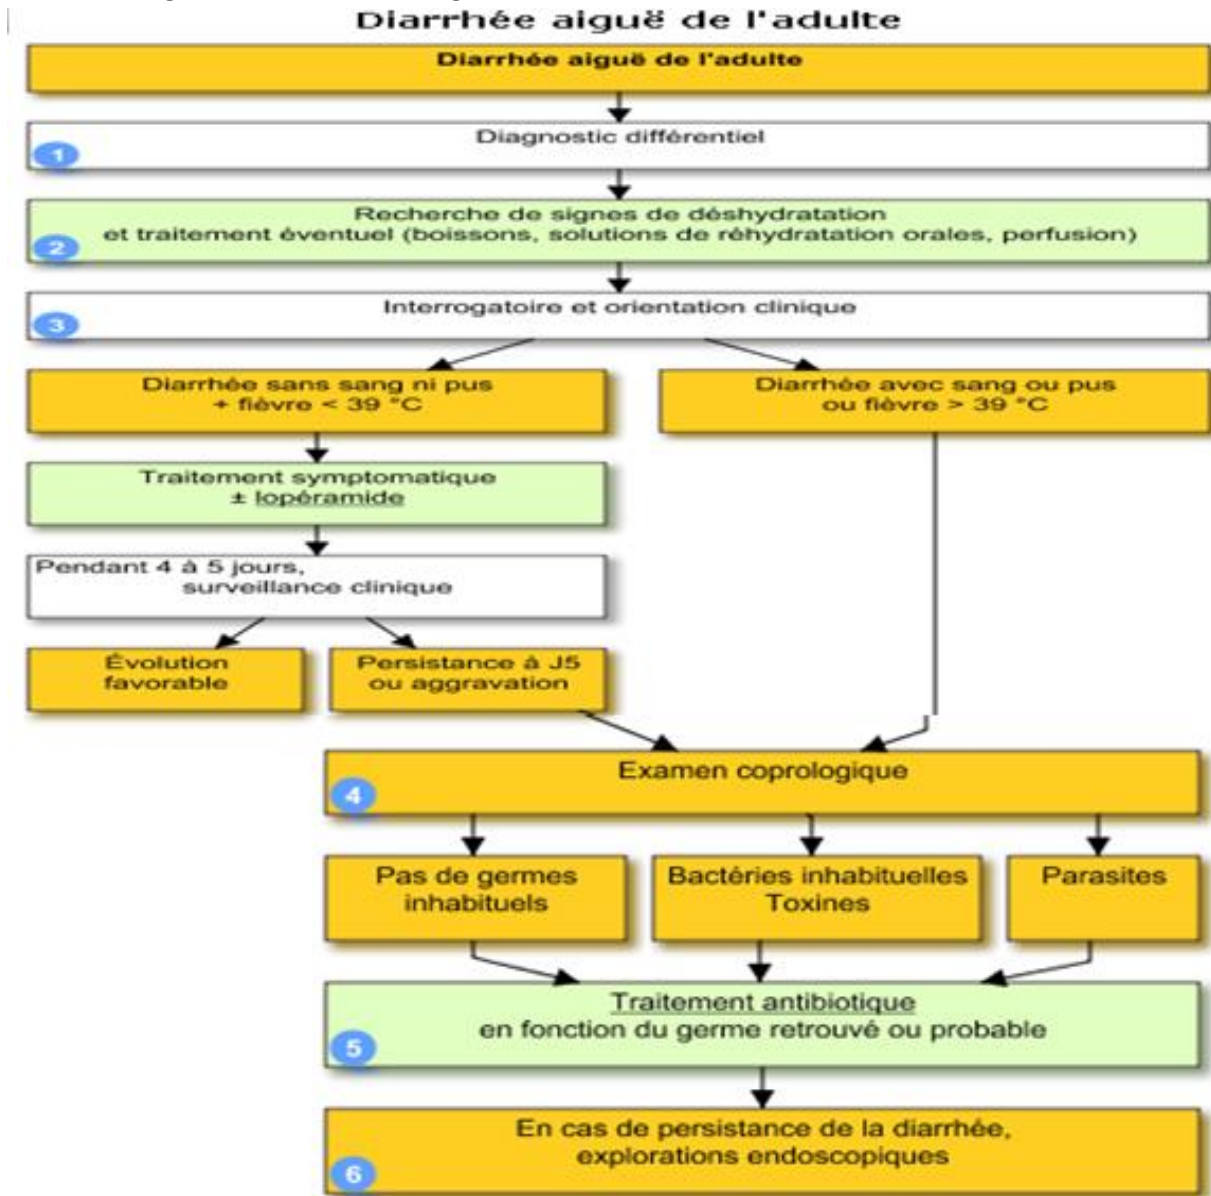 Diarrhée aiguë de l'adulte
Diarrhée aiguë de l'adulte
Diagnostic différentiel
1
Recherche de signes de déshydratation
et traitement éventuel (boissons, solutions de réhydratation orales, perfusion)
2
Interrogatoire et orientation clinique
3
Diarrhée sans sang ni pus
+ fièvre < 39 °C
Diarrhée avec sang ou pus
ou fièvre > 39 °C
Traitement symptomatique
± lopéramide
Pendant 4 à 5 jours,
surveillance clinique
Évolution
favorable
Persistance à J5
ou aggravation
Examen coprologique
4
Pas de germes
inhabituels
Bactéries inhabituelles
Toxines
Parasites
Traitement antibiotique
en fonction du germe retrouvé ou probable
5
En cas de persistance de la diarrhée,
explorations endoscopiques
6